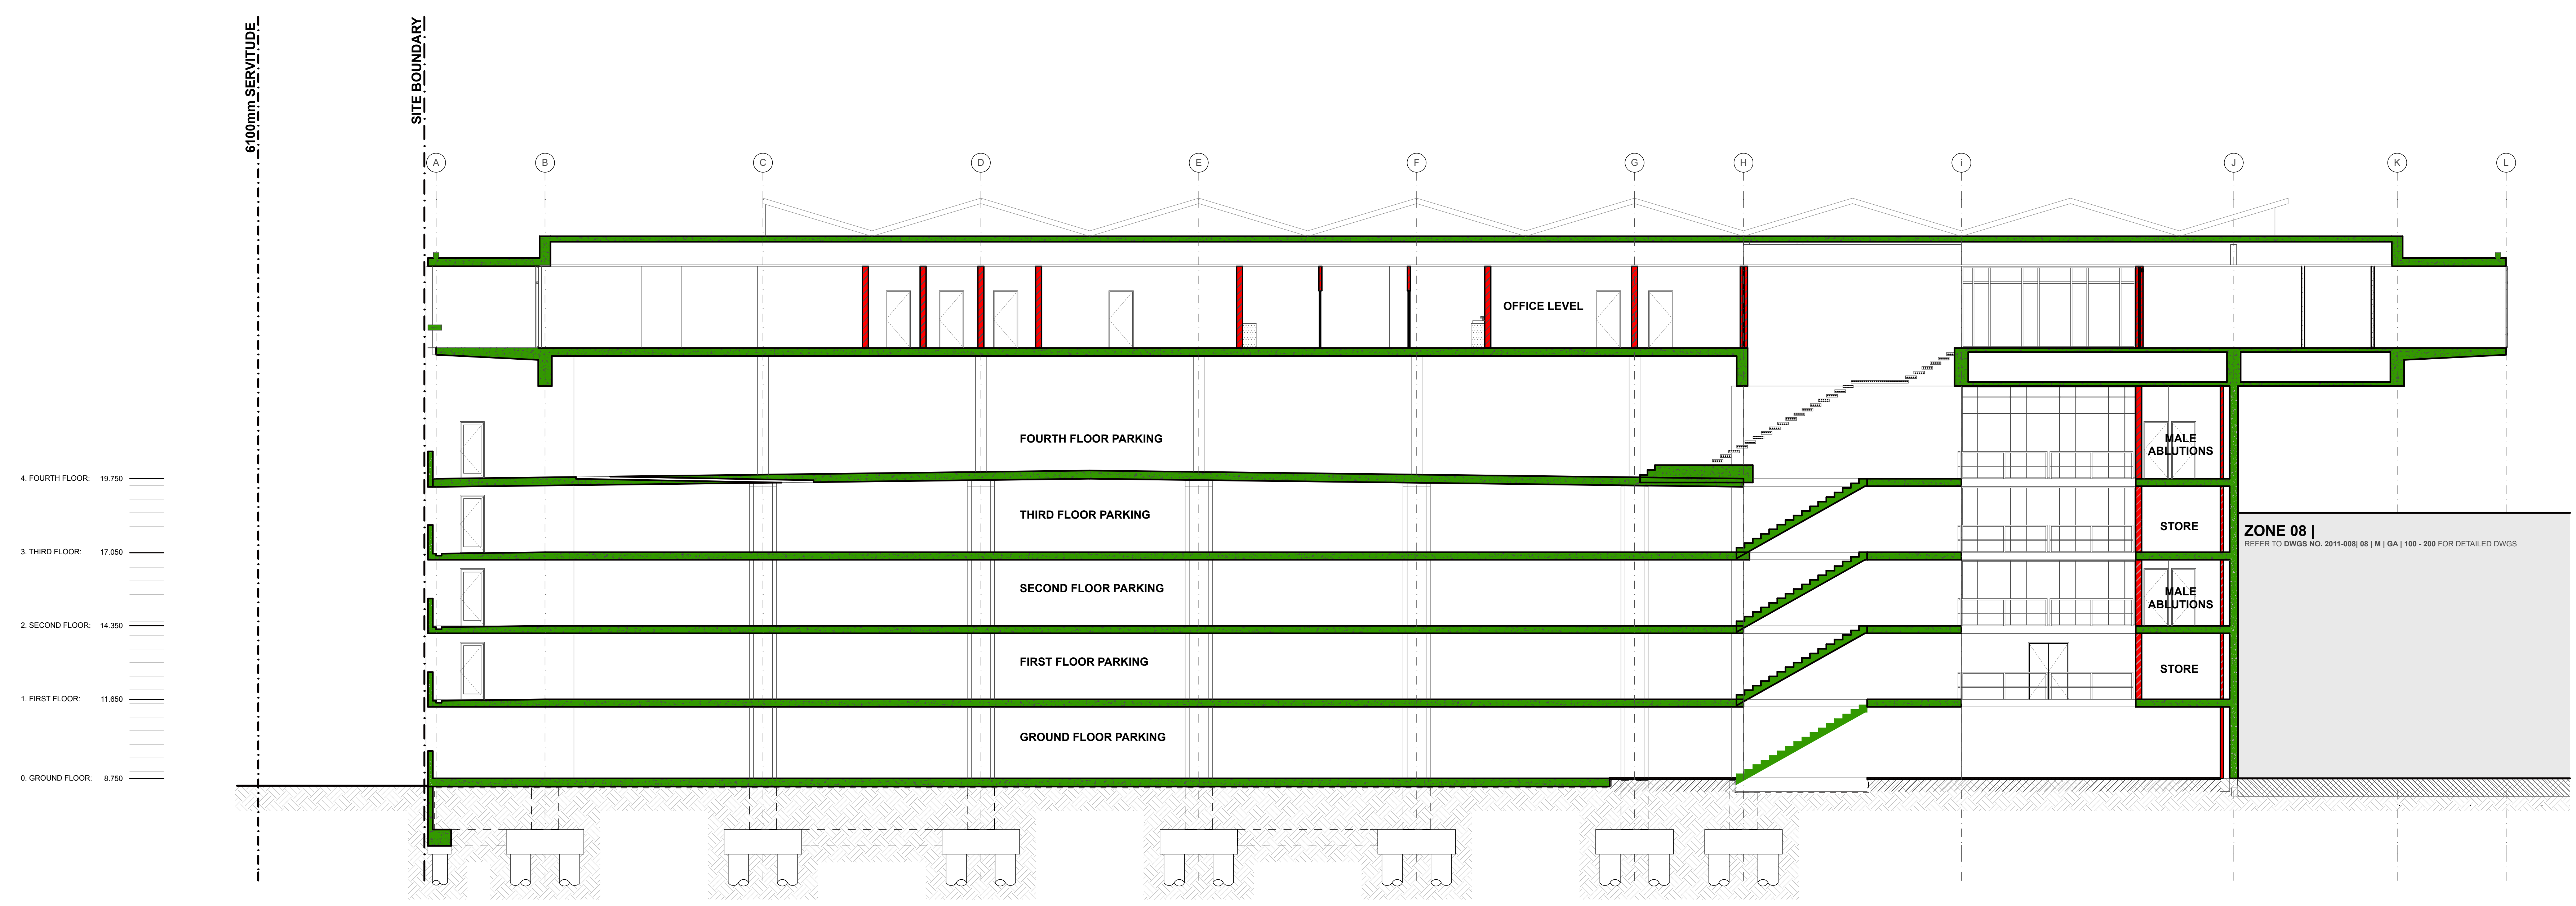 6100mm SERVITUDE
SITE BOUNDARY
A B C D E F G H i J K L
OFFICE LEVEL
FOURTH FLOOR PARKING
MALE
ABLUTIONS
4. FOURTH FLOOR: 19.750
THIRD FLOOR PARKING
STORE
ZONE 08 |
REFER TO DWGS NO. 2011-008| 08 | M | GA | 100 - 200 FOR DETAILED DWGS
3. THIRD FLOOR: 17.050
SECOND FLOOR PARKING
MALE
ABLUTIONS
2. SECOND FLOOR: 14.350
FIRST FLOOR PARKING
STORE
1. FIRST FLOOR: 11.650
GROUND FLOOR PARKING
0. GROUND FLOOR: 8.750